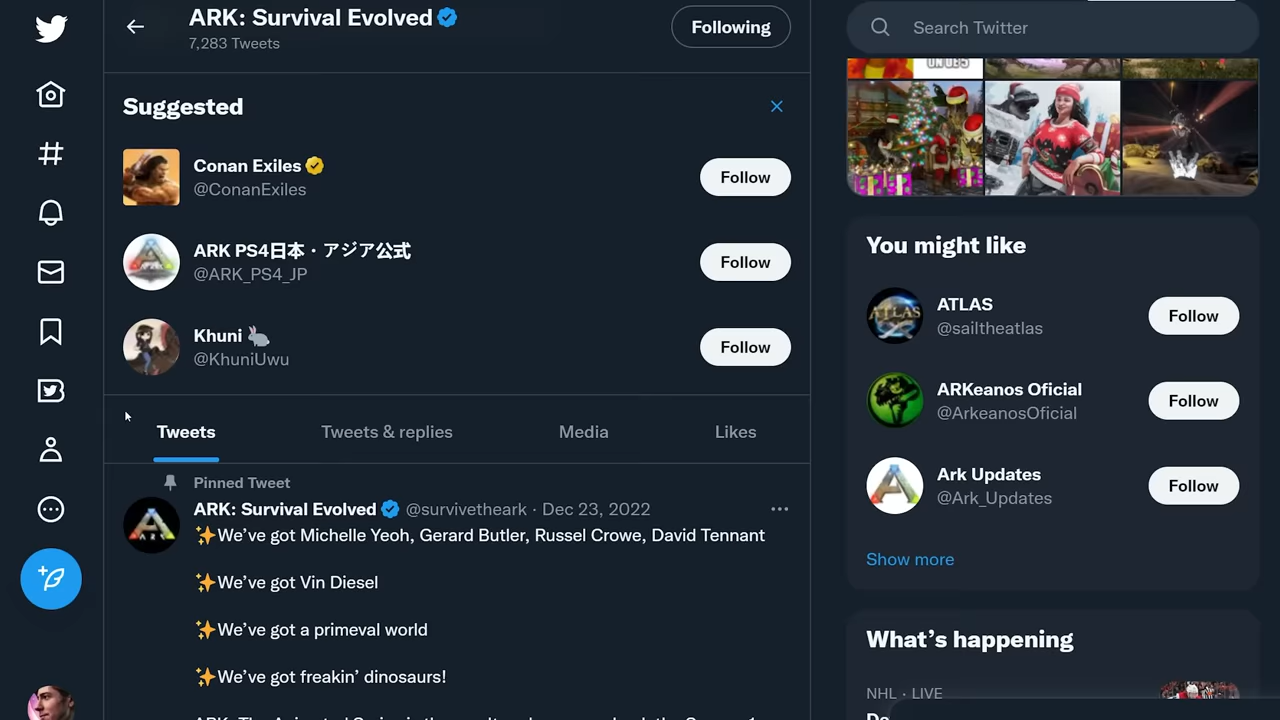 ARK: Survival Evolved
7,283 Tweets
Following
Suggested
Conan Exiles
@ConanExiles
Follow
ARK PS4日本・アジア公式
@ARK_PS4_JP
Follow
Khuni
@KhuniUwu
Follow
Tweets
Tweets & replies
Media
Likes
Pinned Tweet
ARK: Survival Evolved @survivetheark · Dec 23, 2022
✨We’ve got Michelle Yeoh, Gerard Butler, Russel Crowe, David Tennant
✨We’ve got Vin Diesel
✨We’ve got a primeval world
✨We’ve got freakin’ dinosaurs!
Search Twitter
ON UE5
You might like
ATLAS
@sailtheatlas
Follow
ARKeanos Oficial
@ArkeanosOficial
Follow
Ark Updates
@Ark_Updates
Follow
Show more
What’s happening
NHL · LIVE